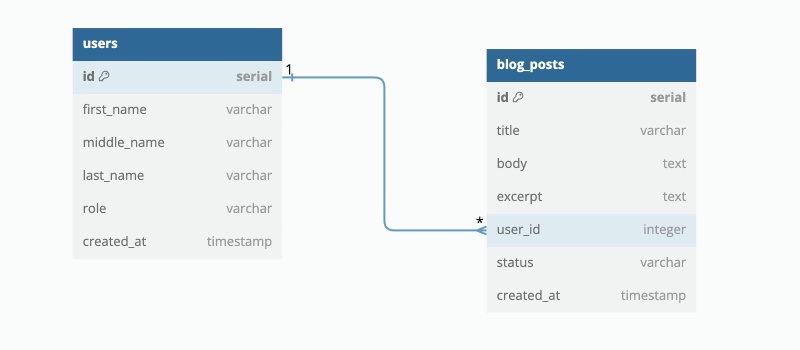 users
id serial
first_name varchar
middle_name varchar
last_name varchar
role varchar
created_at timestamp
1
*
blog_posts
id serial
title varchar
body text
excerpt text
user_id integer
status varchar
created_at timestamp